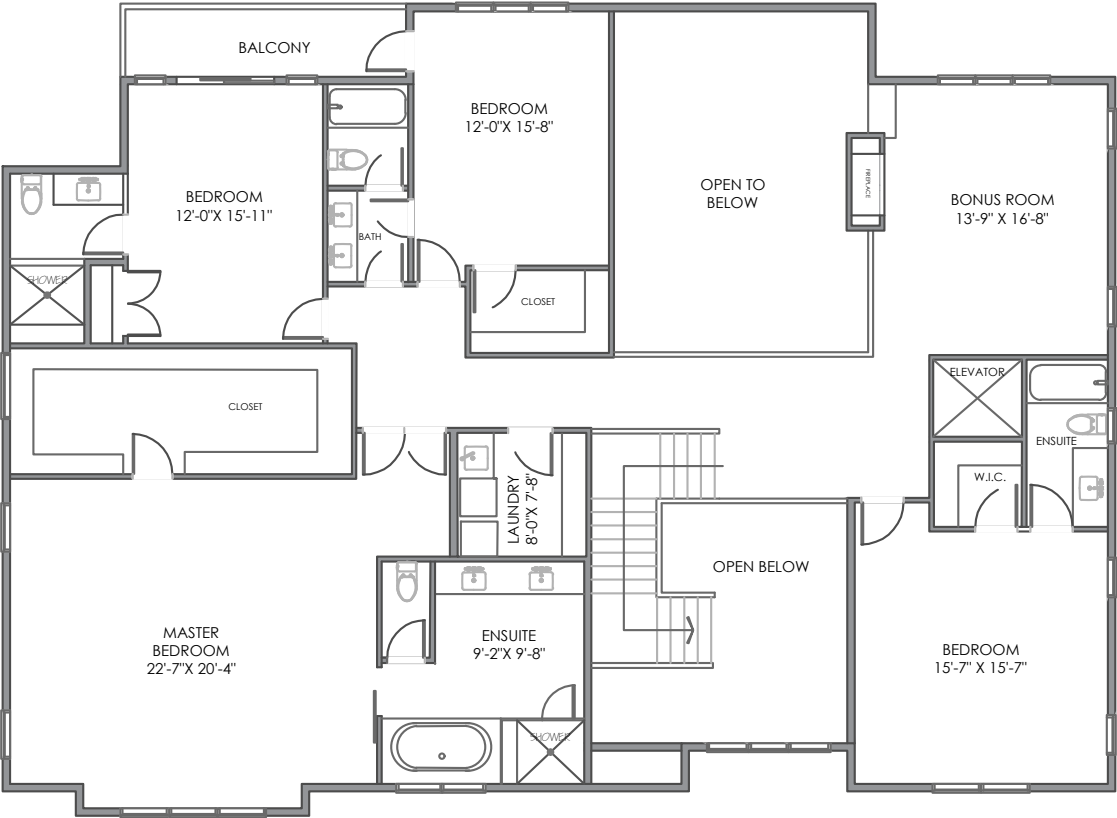 BALCONY
BEDROOM
12'-0"X 15'-8"
BEDROOM
12'-0"X 15'-11"
OPEN TO
BELOW
FIREPLACE
BONUS ROOM
13'-9" X 16'-8"
BATH
SHOWER
CLOSET
CLOSET
ELEVATOR
ENSUITE
W.I.C.
LAUNDRY
8'-0"X 7'-8"
OPEN BELOW
MASTER
BEDROOM
22'-7"X 20'-4"
ENSUITE
9'-2"X 9'-8"
BEDROOM
15'-7" X 15'-7"
SHOWER